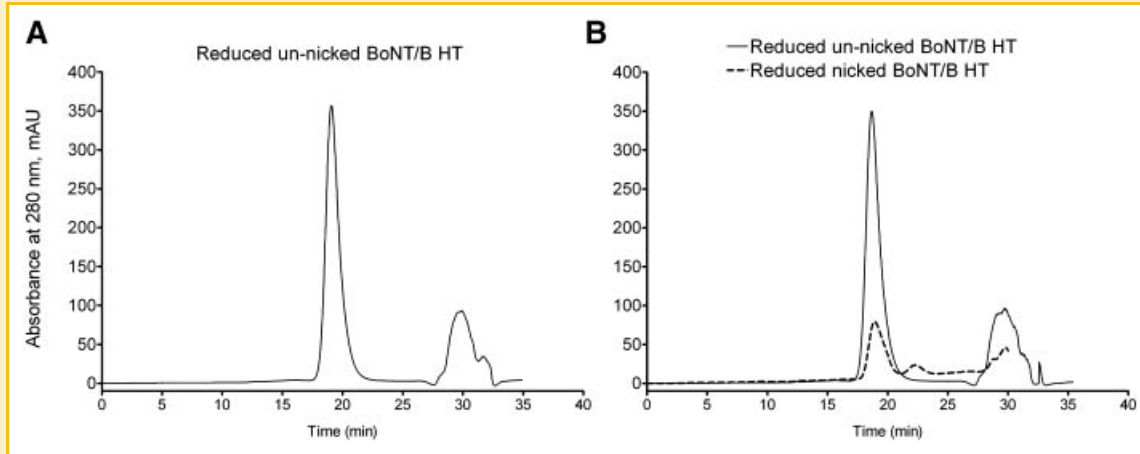 A
Reduced un-nicked BoNT/B HT
Absorbance at 280 nm, mAU
400
350
300
250
200
150
100
50
0
0 5 10 15 20 25 30 35 40
Time (min)
B
Reduced un-nicked BoNT/B HT
Reduced nicked BoNT/B HT
400
350
300
250
200
150
100
50
0
0 5 10 15 20 25 30 35 40
Time (min)